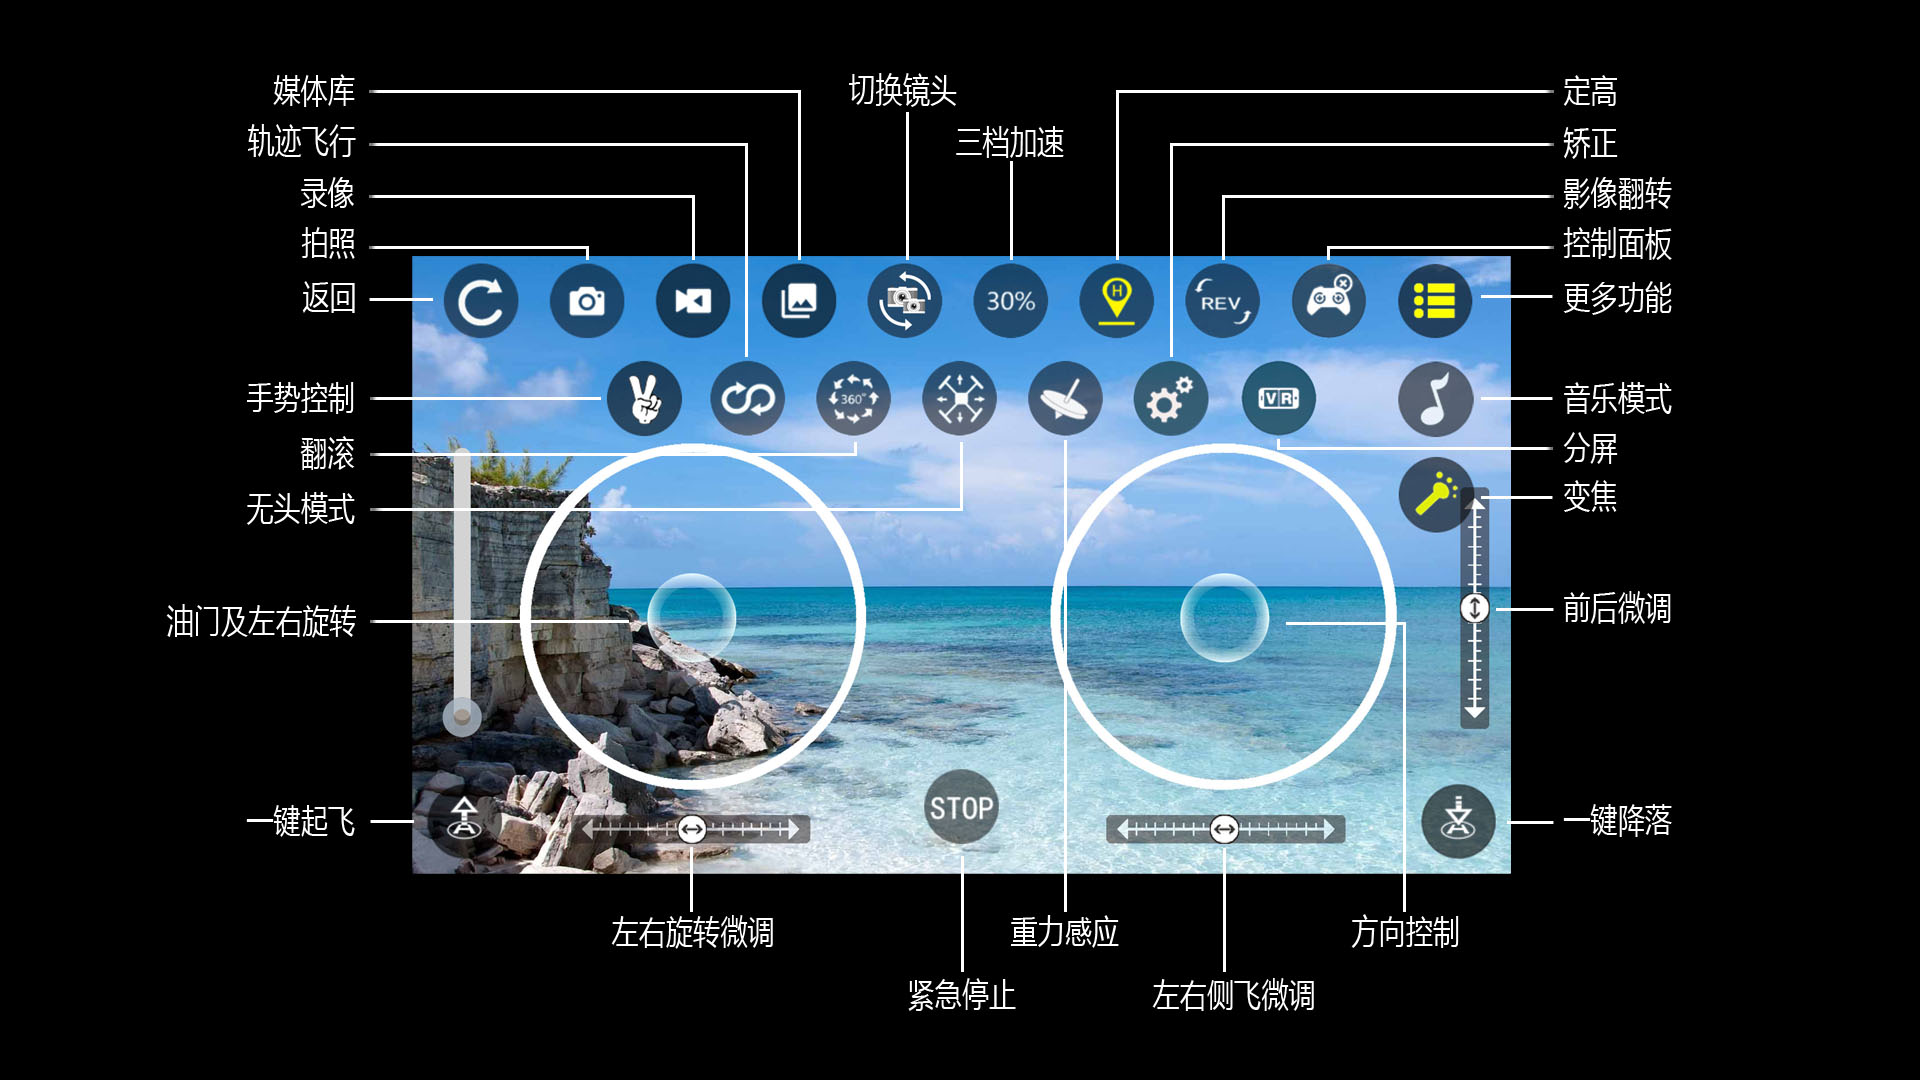 媒体库
切换镜头
定高
轨迹飞行
三档加速
矫正
录像
影像翻转
拍照
控制面板
返回
30%
H
REV
更多功能
手势控制
360°
VR
音乐模式
翻滚
分屏
无头模式
变焦
油门及左右旋转
前后微调
一键起飞
STOP
一键降落
左右旋转微调
重力感应
方向控制
紧急停止
左右侧飞微调